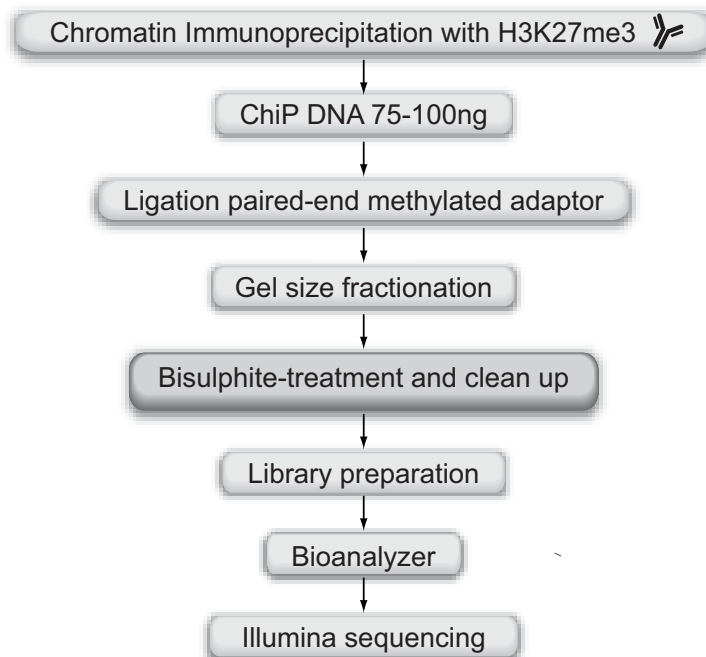 Chromatin Immunoprecipitation with H3K27me3
ChiP DNA 75-100ng
Ligation paired-end methylated adaptor
Gel size fractionation
Bisulphite-treatment and clean up
Library preparation
Bioanalyzer
Illumina sequencing